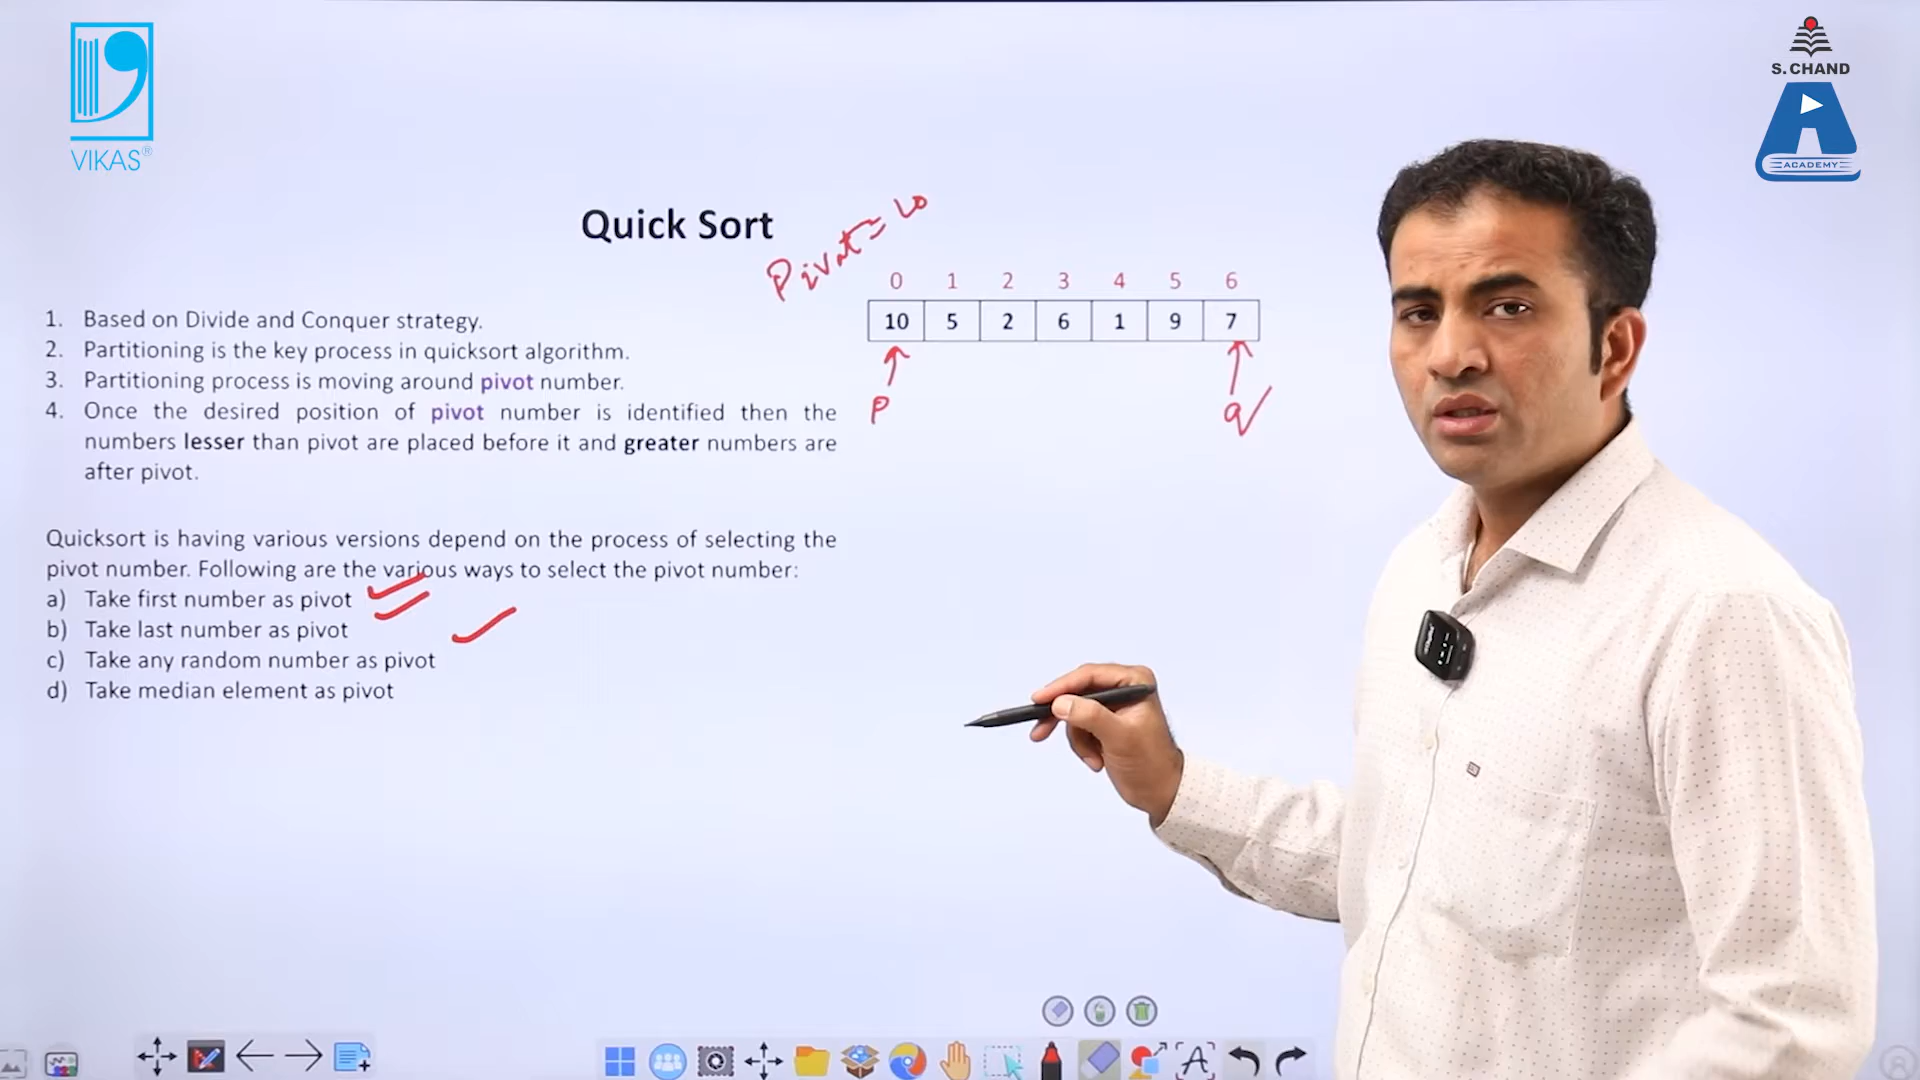 VIKAS®
S. CHAND
ACADEMY
Quick Sort
Pivot = 10
0 1 2 3 4 5 6
10 5 2 6 1 9 7
p q
1. Based on Divide and Conquer strategy.
2. Partitioning is the key process in quicksort algorithm.
3. Partitioning process is moving around pivot number.
4. Once the desired position of pivot number is identified then the
numbers lesser than pivot are placed before it and greater numbers are
after pivot.
Quicksort is having various versions depend on the process of selecting the
pivot number. Following are the various ways to select the pivot number:
a) Take first number as pivot
b) Take last number as pivot
c) Take any random number as pivot
d) Take median element as pivot